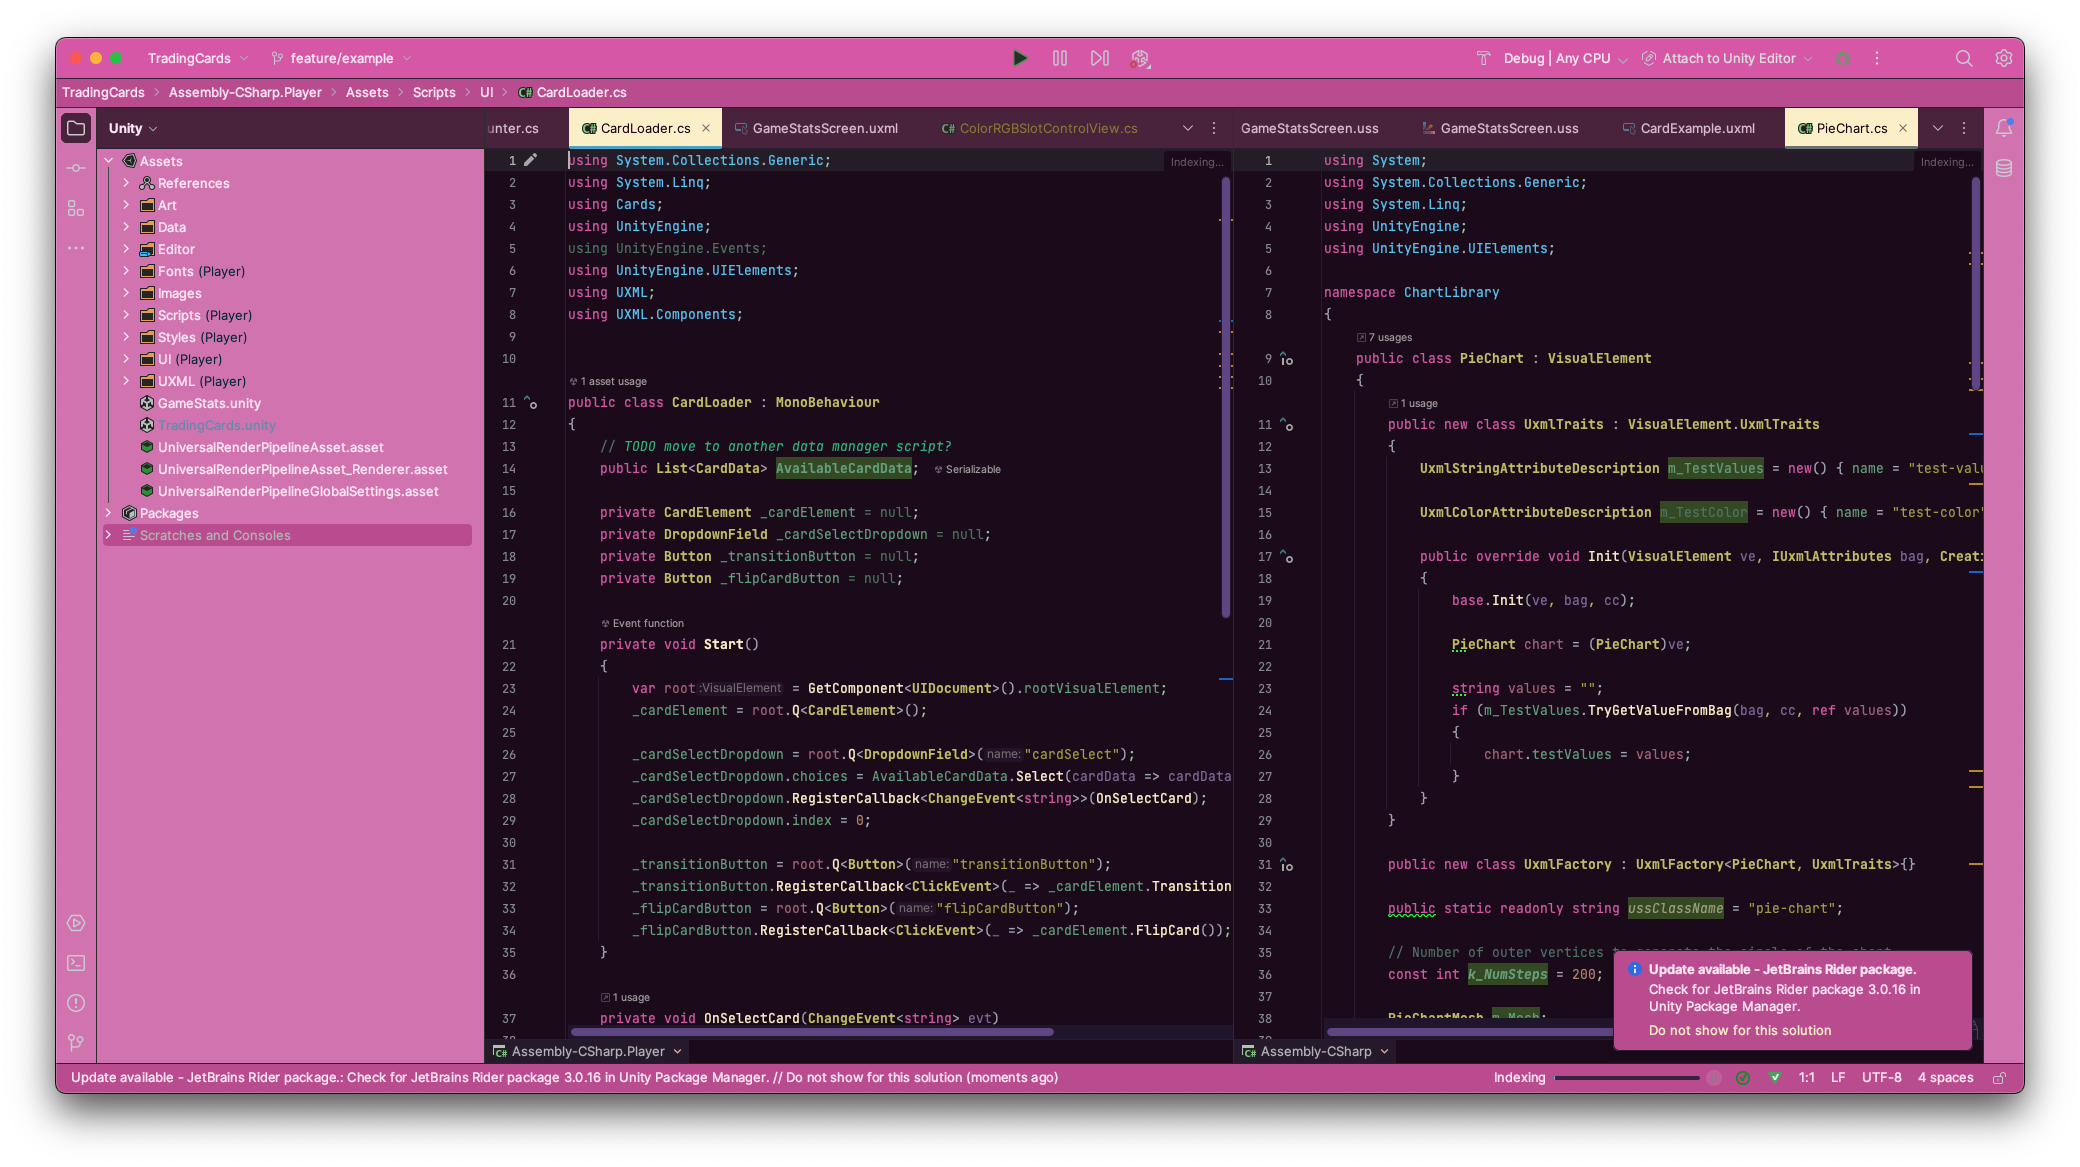 TradingCards
feature/example
Debug | Any CPU
Attach to Unity Editor
TradingCards
Assembly-CSharp.Player
Assets
Scripts
UI
C# CardLoader.cs
Unity
Assets
References
Art
Data
Editor
Fonts (Player)
Images
Scripts (Player)
Styles (Player)
UI (Player)
UXML (Player)
GameStats.unity
TradingCards.unity
UniversalRenderPipelineAsset.asset
UniversalRenderPipelineAsset_Renderer.asset
UniversalRenderPipelineGlobalSettings.asset
Packages
Scratches and Consoles
unter.cs
C# CardLoader.cs
GameStatsScreen.uxml
C# ColorRGBSlotControlView.cs
Indexing...
1 using System.Collections.Generic;
2 using System.Linq;
3 using Cards;
4 using UnityEngine;
5 using UnityEngine.Events;
6 using UnityEngine.UIElements;
7 using UXML;
8 using UXML.Components;
9
10
1 asset usage
11 public class CardLoader : MonoBehaviour
12 {
13 // TODO move to another data manager script?
14 public List<CardData> AvailableCardData; Serializable
15
16 private CardElement _cardElement = null;
17 private DropdownField _cardSelectDropdown = null;
18 private Button _transitionButton = null;
19 private Button _flipCardButton = null;
20
Event function
21 private void Start()
22 {
23 var root :VisualElement = GetComponent<UIDocument>().rootVisualElement;
24 _cardElement = root.Q<CardElement>();
25
26 _cardSelectDropdown = root.Q<DropdownField>( name: "cardSelect");
27 _cardSelectDropdown.choices = AvailableCardData.Select(cardData => cardData
28 _cardSelectDropdown.RegisterCallback<ChangeEvent<string>>(OnSelectCard);
29 _cardSelectDropdown.index = 0;
30
31 _transitionButton = root.Q<Button>( name: "transitionButton");
32 _transitionButton.RegisterCallback<ClickEvent>(_ => _cardElement.Transition
33 _flipCardButton = root.Q<Button>( name: "flipCardButton");
34 _flipCardButton.RegisterCallback<ClickEvent>(_ => _cardElement.FlipCard());
35 }
36
1 usage
37 private void OnSelectCard(ChangeEvent<string> evt)
C# Assembly-CSharp.Player
GameStatsScreen.uss
GameStatsScreen.uss
CardExample.uxml
C# PieChart.cs
Indexing...
1 using System;
2 using System.Collections.Generic;
3 using System.Linq;
4 using UnityEngine;
5 using UnityEngine.UIElements;
6
7 namespace ChartLibrary
8 {
7 usages
9 public class PieChart : VisualElement
10 {
1 usage
11 public new class UxmlTraits : VisualElement.UxmlTraits
12 {
13 UxmlStringAttributeDescription m_TestValues = new() { name = "test-valu
14
15 UxmlColorAttributeDescription m_TestColor = new() { name = "test-color"
16
17 public override void Init(VisualElement ve, IUxmlAttributes bag, Creati
18 {
19 base.Init(ve, bag, cc);
20
21 PieChart chart = (PieChart)ve;
22
23 string values = "";
24 if (m_TestValues.TryGetValueFromBag(bag, cc, ref values))
25 {
26 chart.testValues = values;
27 }
28 }
29 }
30
31 public new class UxmlFactory : UxmlFactory<PieChart, UxmlTraits>{}
32
33 public static readonly string ussClassName = "pie-chart";
34
35 // Number of outer vertices to generate the circle of the chart
36 const int k_NumSteps = 200;
37
38 PieChartMesh m_Mesh;
C# Assembly-CSharp
Update available - JetBrains Rider package.
Check for JetBrains Rider package 3.0.16 in
Unity Package Manager.
Do not show for this solution
Update available - JetBrains Rider package.: Check for JetBrains Rider package 3.0.16 in Unity Package Manager. // Do not show for this solution (moments ago)
Indexing
1:1
LF
UTF-8
4 spaces